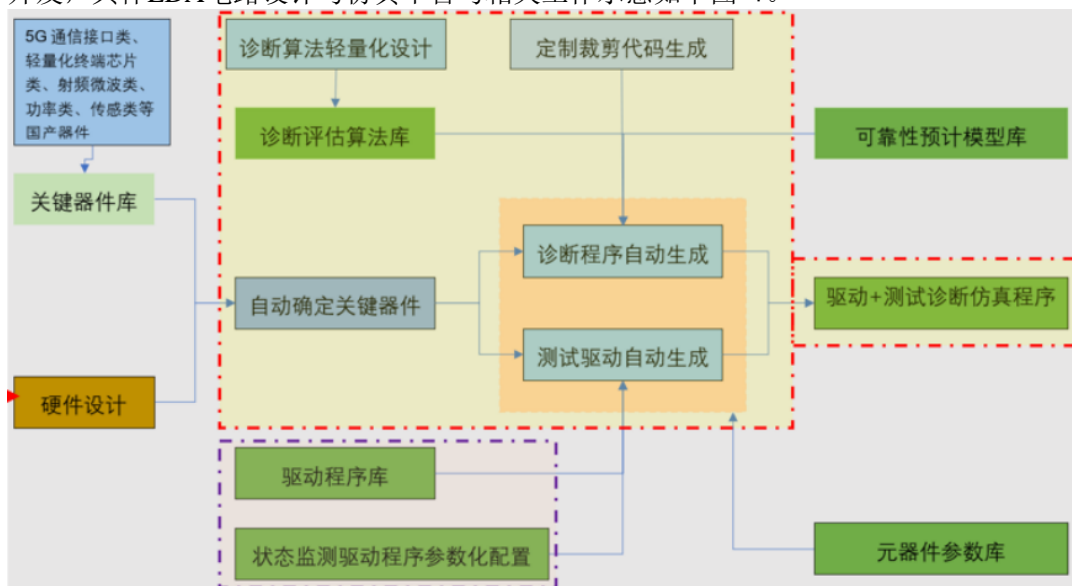 5G 通信接口类、
轻量化终端芯片
类、射频微波类、
功率类、传感类等
国产器件
诊断算法轻量化设计
定制裁剪代码生成
诊断评估算法库
可靠性预计模型库
关键器件库
诊断程序自动生成
自动确定关键器件
驱动+测试诊断仿真程序
测试驱动自动生成
硬件设计
驱动程序库
状态监测驱动程序参数化配置
元器件参数库